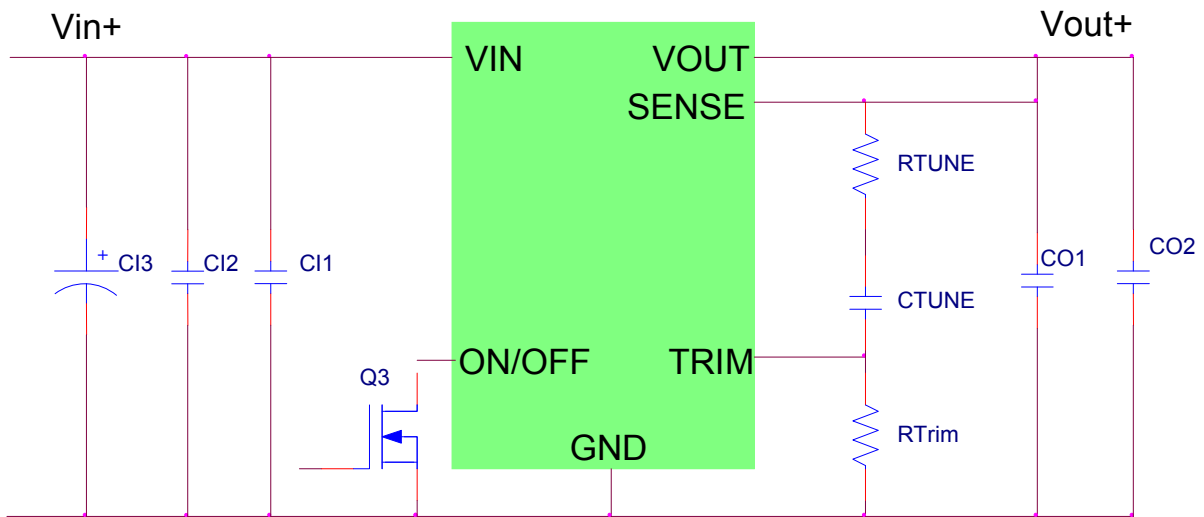 Vin+
Vout+
VIN
VOUT
SENSE
RTUNE
+
CI3
CI2
CI1
CO1
CO2
CTUNE
ON/OFF
TRIM
Q3
RTrim
GND